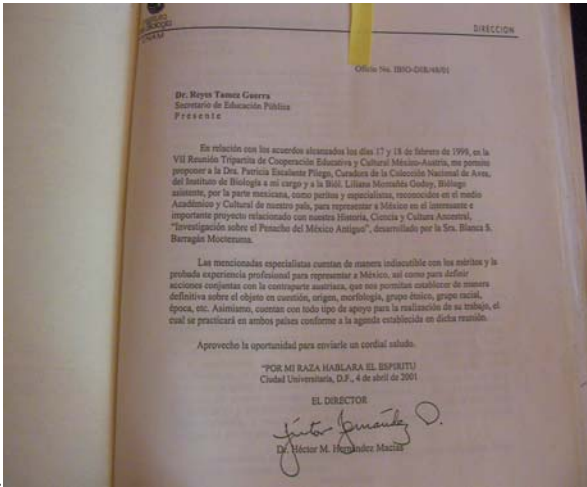 Instituto
de Biología
UNAM
DIRECCION
Oficio No. IBIO-DIR/48/01
Dr. Reyes Tamez Guerra
Secretario de Educación Pública
Presente
En relación con los acuerdos alcanzados los días 17 y 18 de febrero de 1999, en la
VII Reunión Tripartita de Cooperación Educativa y Cultural México-Austria, me permito
proponer a la Dra. Patricia Escalante Pliego, Curadora de la Colección Nacional de Aves,
del Instituto de Biología a mi cargo y a la Biól. Liliana Montañés Godoy, Biólogo
asistente, por la parte mexicana, como peritos y especialistas, reconocidos en el medio
Académico y Cultural de nuestro país, para representar a México en el interesante e
importante proyecto relacionado con nuestra Historia, Ciencia y Cultura Ancestral,
"Investigación sobre el Penacho del México Antiguo", desarrollado por la Sra. Blanca S.
Barragán Moctezuma.
Las mencionadas especialistas cuentan de manera indiscutible con los méritos y la
probada experiencia profesional para representar a México, así como para definir
acciones conjuntas con la contraparte austriaca, que nos permitan establecer de manera
definitiva sobre el objeto en cuestión, origen, morfología, grupo étnico, grupo racial,
época, etc. Asimismo, cuentan con todo tipo de apoyo para la realización de su trabajo, el
cual se practicará en ambos países conforme a la agenda establecida en dicha reunión.
Aprovecho la oportunidad para enviarle un cordial saludo.
"POR MI RAZA HABLARA EL ESPIRITU
Ciudad Universitaria, D.F., 4 de abril de 2001
EL DIRECTOR
Dr. Héctor M. Hernández Macías